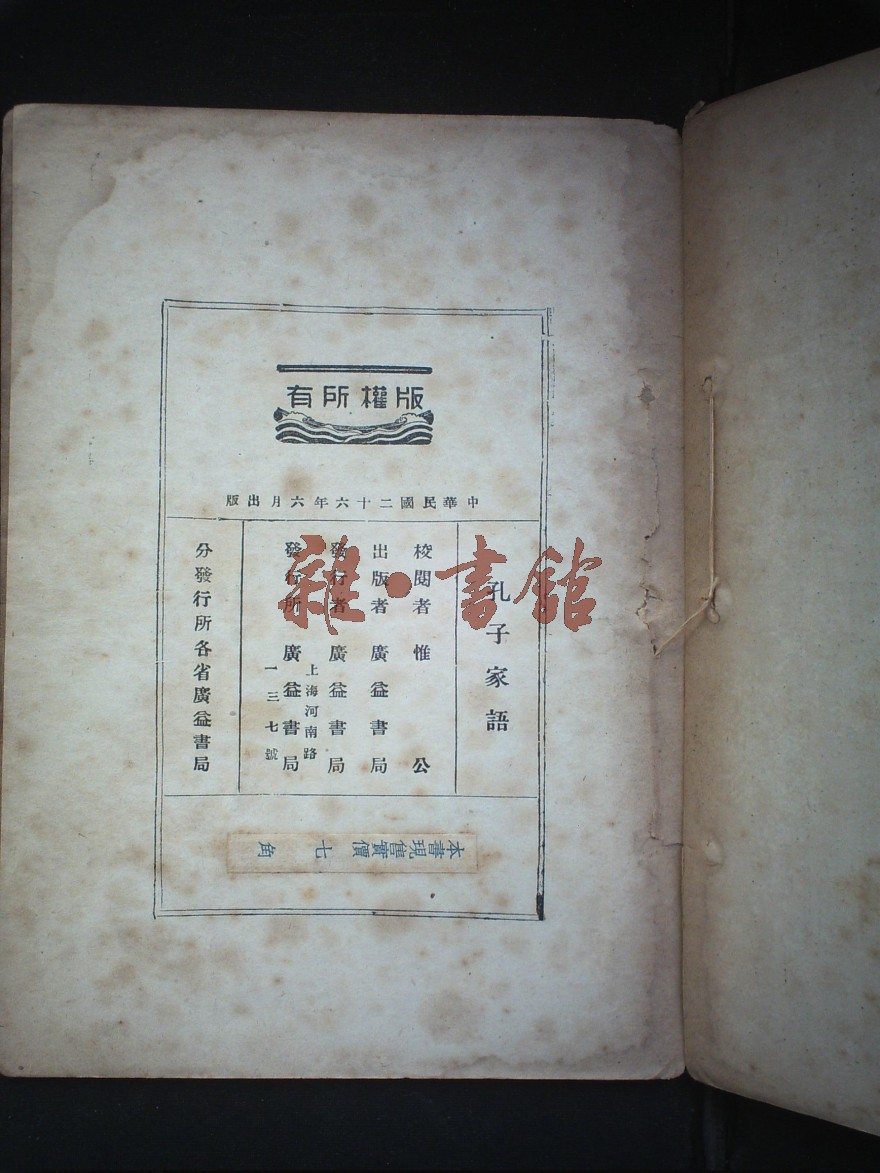 版權所有
中華民國二十六年六月出版
孔子家語
校閱者 惟公
出版者 廣益書局
發行者 廣益書局
發行所 廣益書局
上海河南路
一三七號
分發行所各省廣益書局
本書現售實價七角
雜·書館